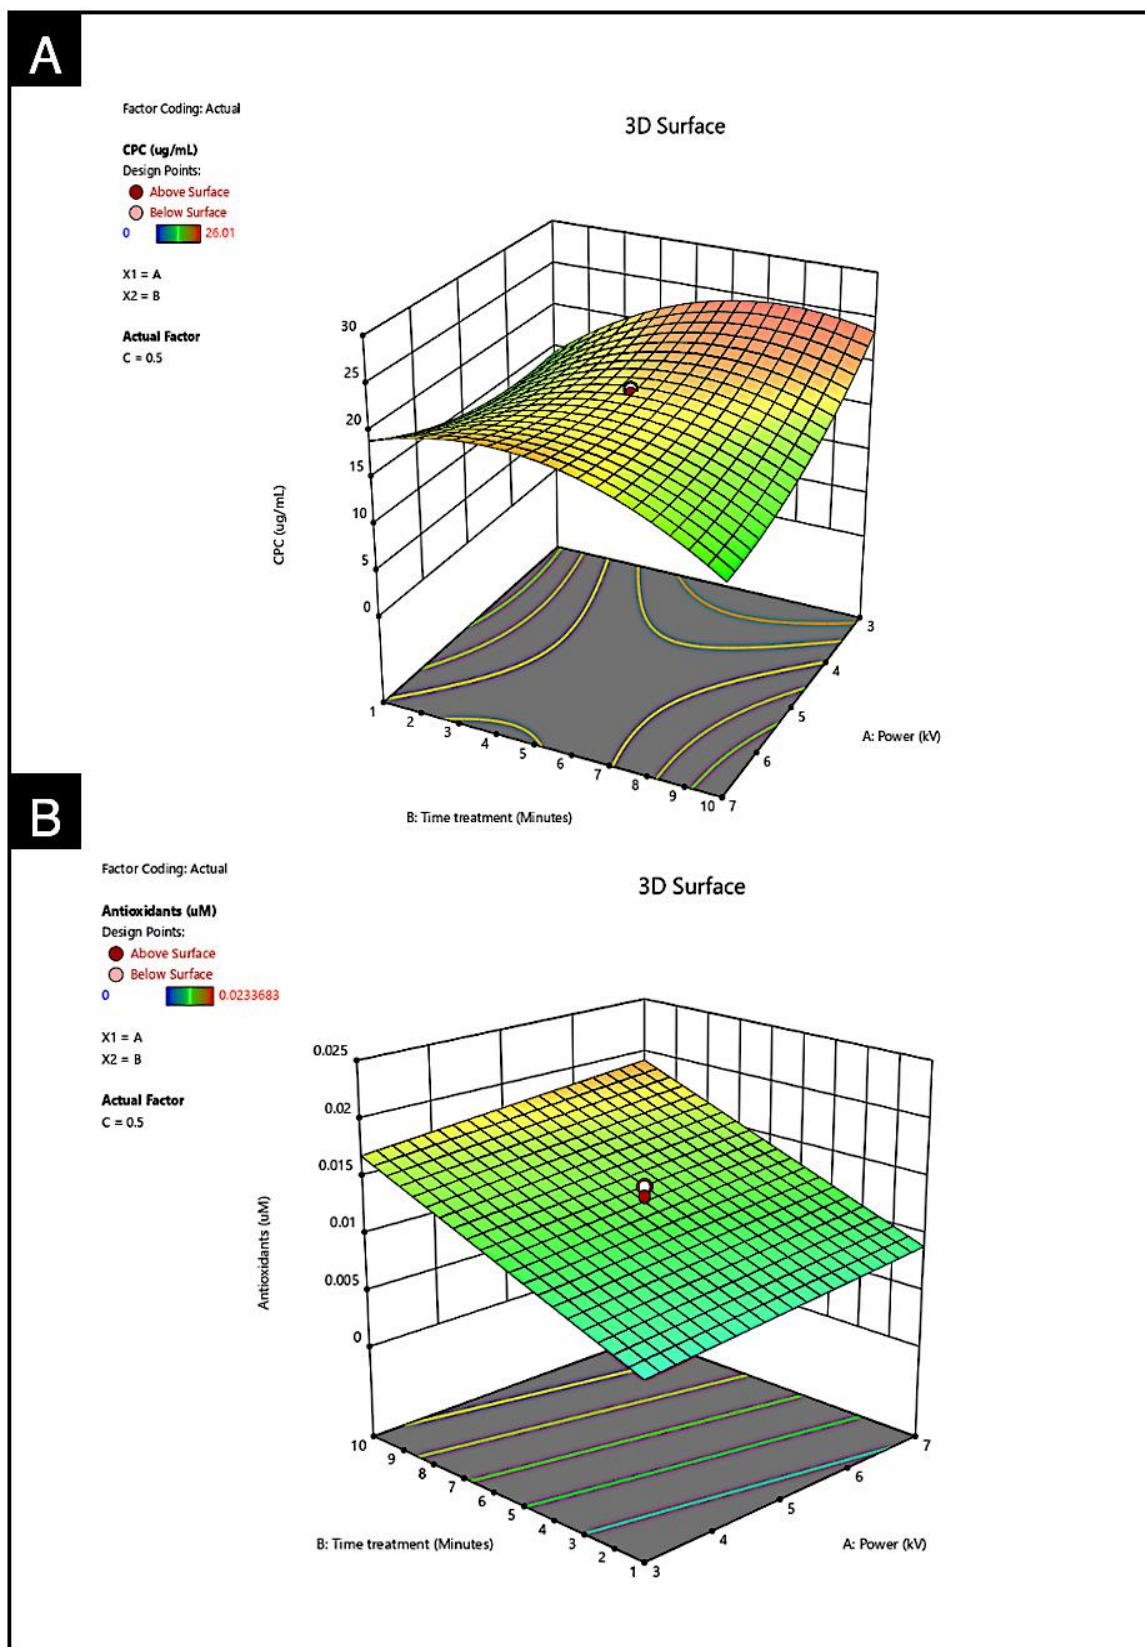 A
Factor Coding: Actual
3D Surface
CPC (ug/mL)
Design Points:
Above Surface
Below Surface
0 26.01
X1 = A
X2 = B
Actual Factor
C = 0.5
30
25
20
15
10
5
0
CPC (ug/mL)
1 2 3 4 5 6 7 8 9 10
7 6 5 4 3
A: Power (kV)
B: Time treatment (Minutes)
B
Factor Coding: Actual
3D Surface
Antioxidants (uM)
Design Points:
Above Surface
Below Surface
0 0.0233683
X1 = A
X2 = B
Actual Factor
C = 0.5
0.025
0.02
0.015
0.01
0.005
0
Antioxidants (uM)
10 9 8 7 6 5 4 3 2 1
3 4 5 6 7
B: Time treatment (Minutes)
A: Power (kV)